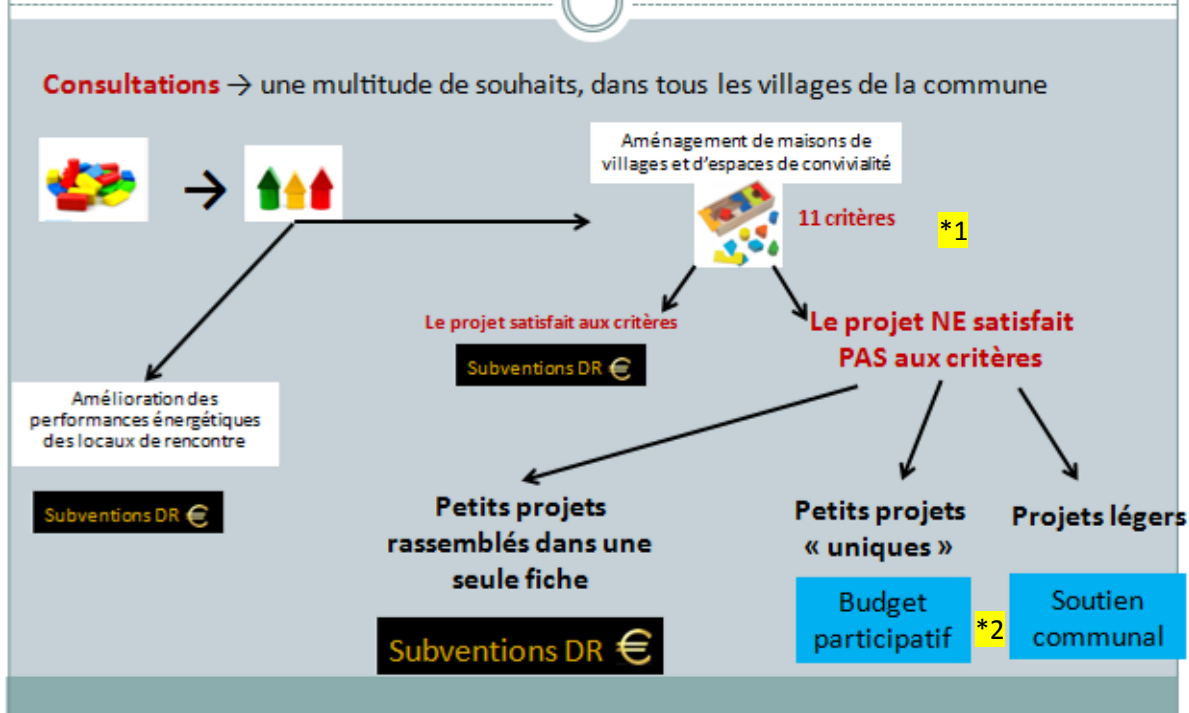 Consultations → une multitude de souhaits, dans tous les villages de la commune
Aménagement de maisons de
villages et d'espaces de convivialité
11 critères
*1
Le projet satisfait aux critères
Subventions DR €
Le projet NE satisfait
PAS aux critères
Amélioration des
performances énergétiques
des locaux de rencontre
Subventions DR €
Petits projets
rassemblés dans une
seule fiche
Subventions DR €
Petits projets
« uniques »
Budget
participatif
*2
Projets légers
Soutien
communal